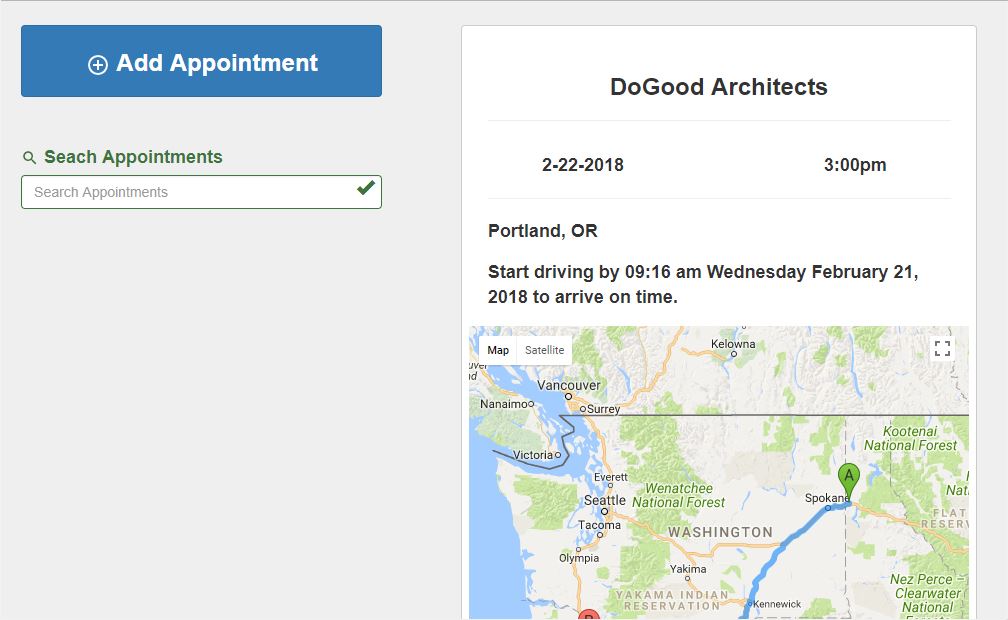 Add Appointment
Seach Appointments
Search Appointments
DoGood Architects
2-22-2018 3:00pm
Portland, OR
Start driving by 09:16 am Wednesday February 21,
2018 to arrive on time.
Map Satellite
Kelowna
Vancouver
Nanaimo
Surrey
Kootenai
National Forest
Victoria
A
Everett
Wenatchee
National Forest
Spokane
Seattle
Nat
FLAT
RESERV
Tacoma
WASHINGTON
Olympia
Yakima
Nez Perce -
Clearwater
National
Forests
YAKAMA INDIAN
RESERVATION
Kennewick